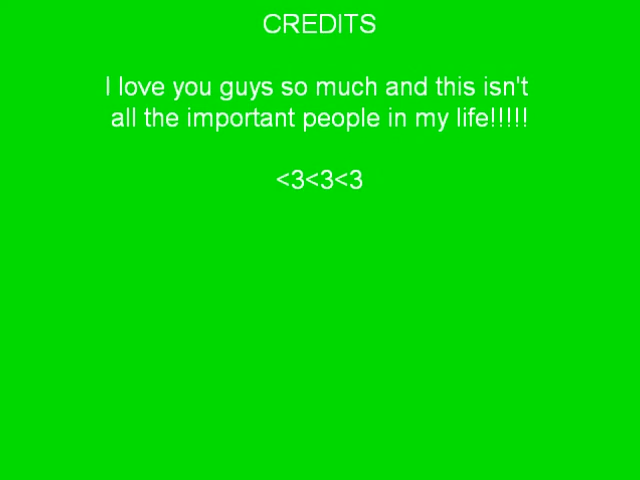 CREDITS
I love you guys so much and this isn't
all the important people in my life!!!!!
<3<3<3